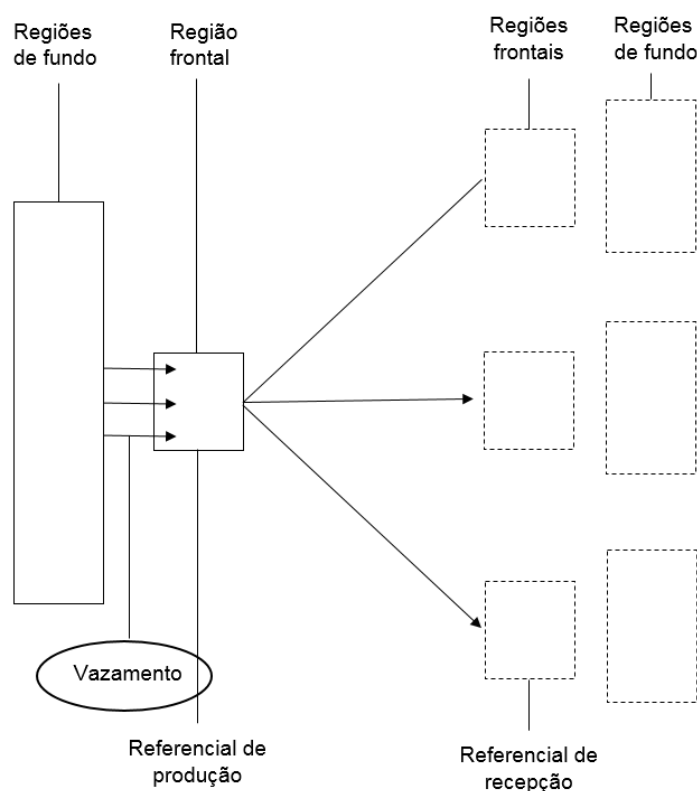 Regiões
de fundo
Região
frontal
Regiões
frontais
Regiões
de fundo
Vazamento
Referencial de
produção
Referencial de
recepção